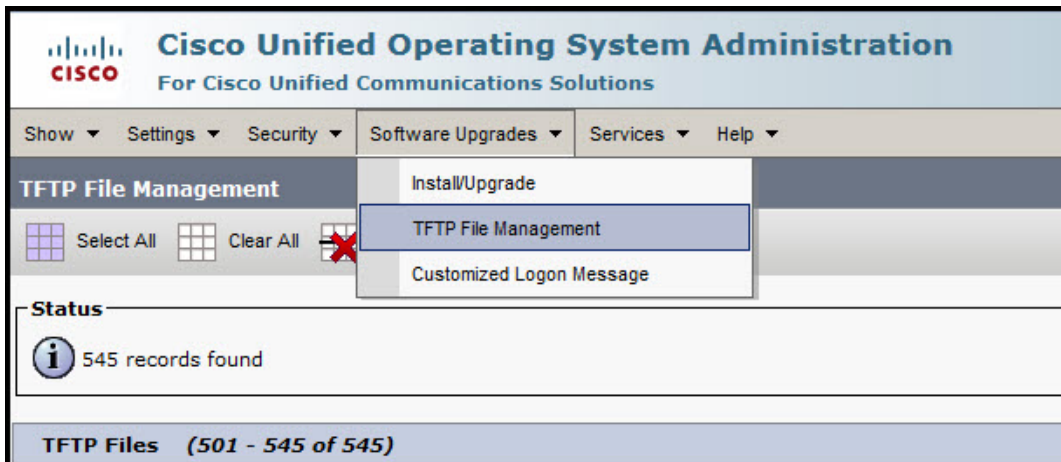 CISCO
Cisco Unified Operating System Administration
For Cisco Unified Communications Solutions
Show Settings Security Software Upgrades Services Help
TFTP File Management
Install/Upgrade
TFTP File Management
Customized Logon Message
Select All Clear All
Status
545 records found
TFTP Files (501 - 545 of 545)